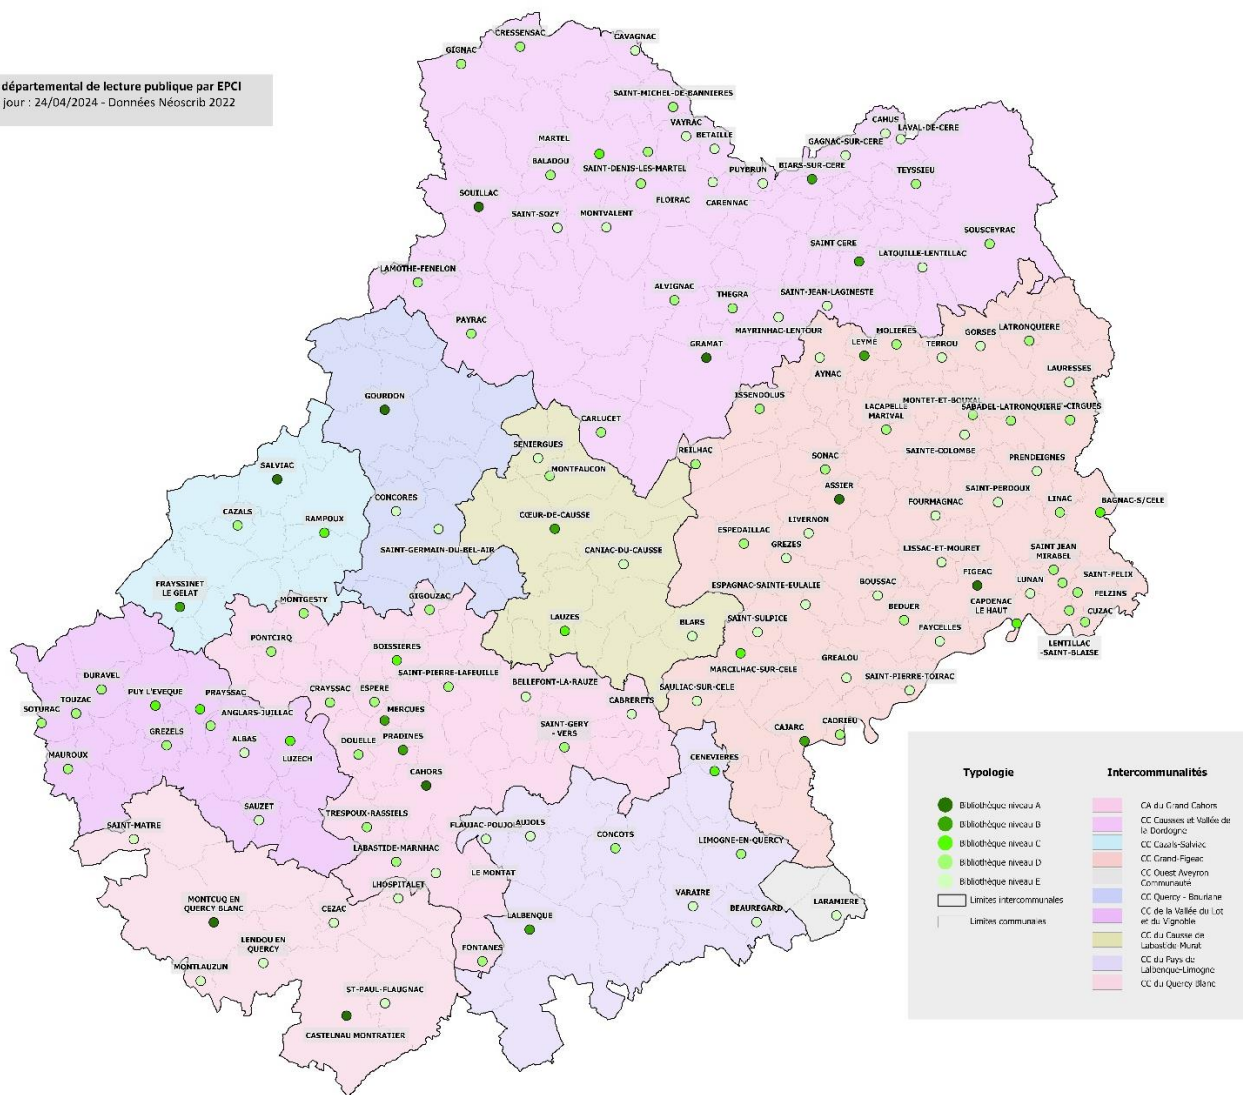 départemental de lecture publique par EPCI
jour : 24/04/2024 - Données Néoscrib 2022
CRESSENSAC
CAVAGNAC
GIGNAC
SAINT-MICHEL-DE-BANNIERES
VAYRAC
BETAILLE
MARTEL
BALADOU
SAINT-DENIS-LES-MARTEL
FLOIRAC
CARENNAC
PUYBRUN
BIARS-SUR-CERE
GAGNAC-SUR-CERE
CAHUS
LAVAL-DE-CERE
TEYSSIEU
SOUILLAC
SAINT-SOZY
MONTVALENT
SAINT CERE
LATOUILLE-LENTILLAC
SOUSCEYRAC
LAMOTHE-FENELON
ALVIGNAC
THEGRA
SAINT-JEAN-LAGINESTE
MAYRINHAC-LENTOUR
PAYRAC
GRAMAT
AYNAC
LEYME
MOLIERES
TERROU
GORSES
LATRONQUIERE
LAURESSES
GOURDON
ISSENDOLUS
LACAPELLE
MARIVAL
MONTET-ET-BOUXAL
SABADEL-LATRONQUIERE
-CIRGUES
SAINTE-COLOMBE
CARLUCET
SENIERGUES
MONTFAUCON
REILHAC
SONAC
ASSIER
PRENDEIGNES
SALVIAC
CAZALS
RAMPOUX
CONCORES
SAINT-GERMAIN-DU-BEL-AIR
CŒUR-DE-CAUSSE
CANIAC-DU-CAUSSE
ESPEDAILLAC
LIVERNON
GREZES
FOURMAGNAC
SAINT-PERDOUX
LINAC
BAGNAC-S/CELE
LISSAC-ET-MOURET
SAINT JEAN
MIRABEL
FIGEAC
LUNAN
SAINT-FELIX
FELZINS
CUZAC
CAPDENAC
LE HAUT
LENTILLAC
-SAINT-BLAISE
FRAYSSINET
LE GELAT
MONTGESTY
GIGOUZAC
ESPAGNAC-SAINTE-EULALIE
BOUSSAC
BEDUER
FAYCELLES
LAUZES
BLARS
SAINT-SULPICE
MARCILHAC-SUR-CELE
GREALOU
SAINT-PIERRE-TOIRAC
PONTCIRQ
BOISSIERES
SAINT-PIERRE-LAFEUILLE
BELLEFONT-LA-RAUZE
CABRERETS
SAULIAC-SUR-CELE
DURAVEL
TOUZAC
SOTURAC
PUY L'EVEQUE
PRAYSSAC
ANGLARS-JUILLAC
GREZELS
ALBAS
LUZECH
MAUROUX
SAUZET
CRAYSSAC
ESPERE
MERCUES
DOUELLE
PRADINES
SAINT-GERY
- VERS
CAHORS
CAJARC
CADRIEU
CENEVIERES
SAINT-MATRE
TRESPOUX-RASSIELS
LABASTIDE-MARNHAC
LHOSPITALET
LE MONTAT
FLAUJAC-POUJOLS
AUJOLS
CONCOTS
LIMOGNE-EN-QUERCY
VARAIRE
BEAUREGARD
LARAMIERE
MONTCUQ EN
QUERCY BLANC
CEZAC
LENDOU EN
QUERCY
MONTLAUZUN
LALBENQUE
FONTANES
ST-PAUL-FLAUGNAC
CASTELNAU MONTRATIER
Typologie
Bibliothèque niveau A
Bibliothèque niveau B
Bibliothèque niveau C
Bibliothèque niveau D
Bibliothèque niveau E
Limites intercommunales
Limites communales
Intercommunalités
CA du Grand Cahors
CC Causses et Vallée de
la Dordogne
CC Cazals-Salviac
CC Grand-Figeac
CC Ouest Aveyron
Communauté
CC Quercy - Bouriane
CC de la Vallée du Lot
et du Vignoble
CC du Causse de
Labastide-Murat
CC du Pays de
Lalbenque-Limogne
CC du Quercy Blanc